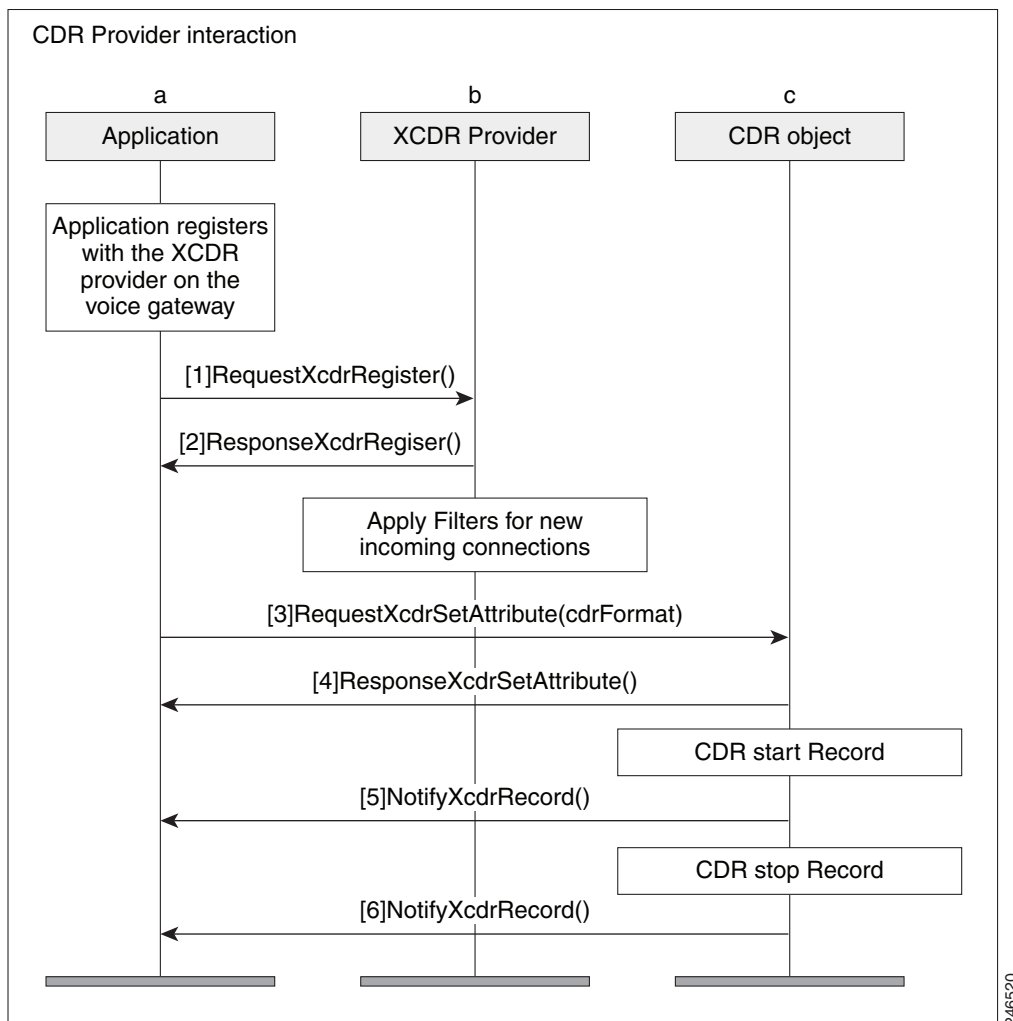 CDR Provider interaction
a
b
c
Application
XCDR Provider
CDR object
Application registers
with the XCDR
provider on the
voice gateway
[1]RequestXcdrRegister()
[2]ResponseXcdrRegiser()
Apply Filters for new
incoming connections
[3]RequestXcdrSetAttribute(cdrFormat)
[4]ResponseXcdrSetAttribute()
CDR start Record
[5]NotifyXcdrRecord()
CDR stop Record
[6]NotifyXcdrRecord()
246520